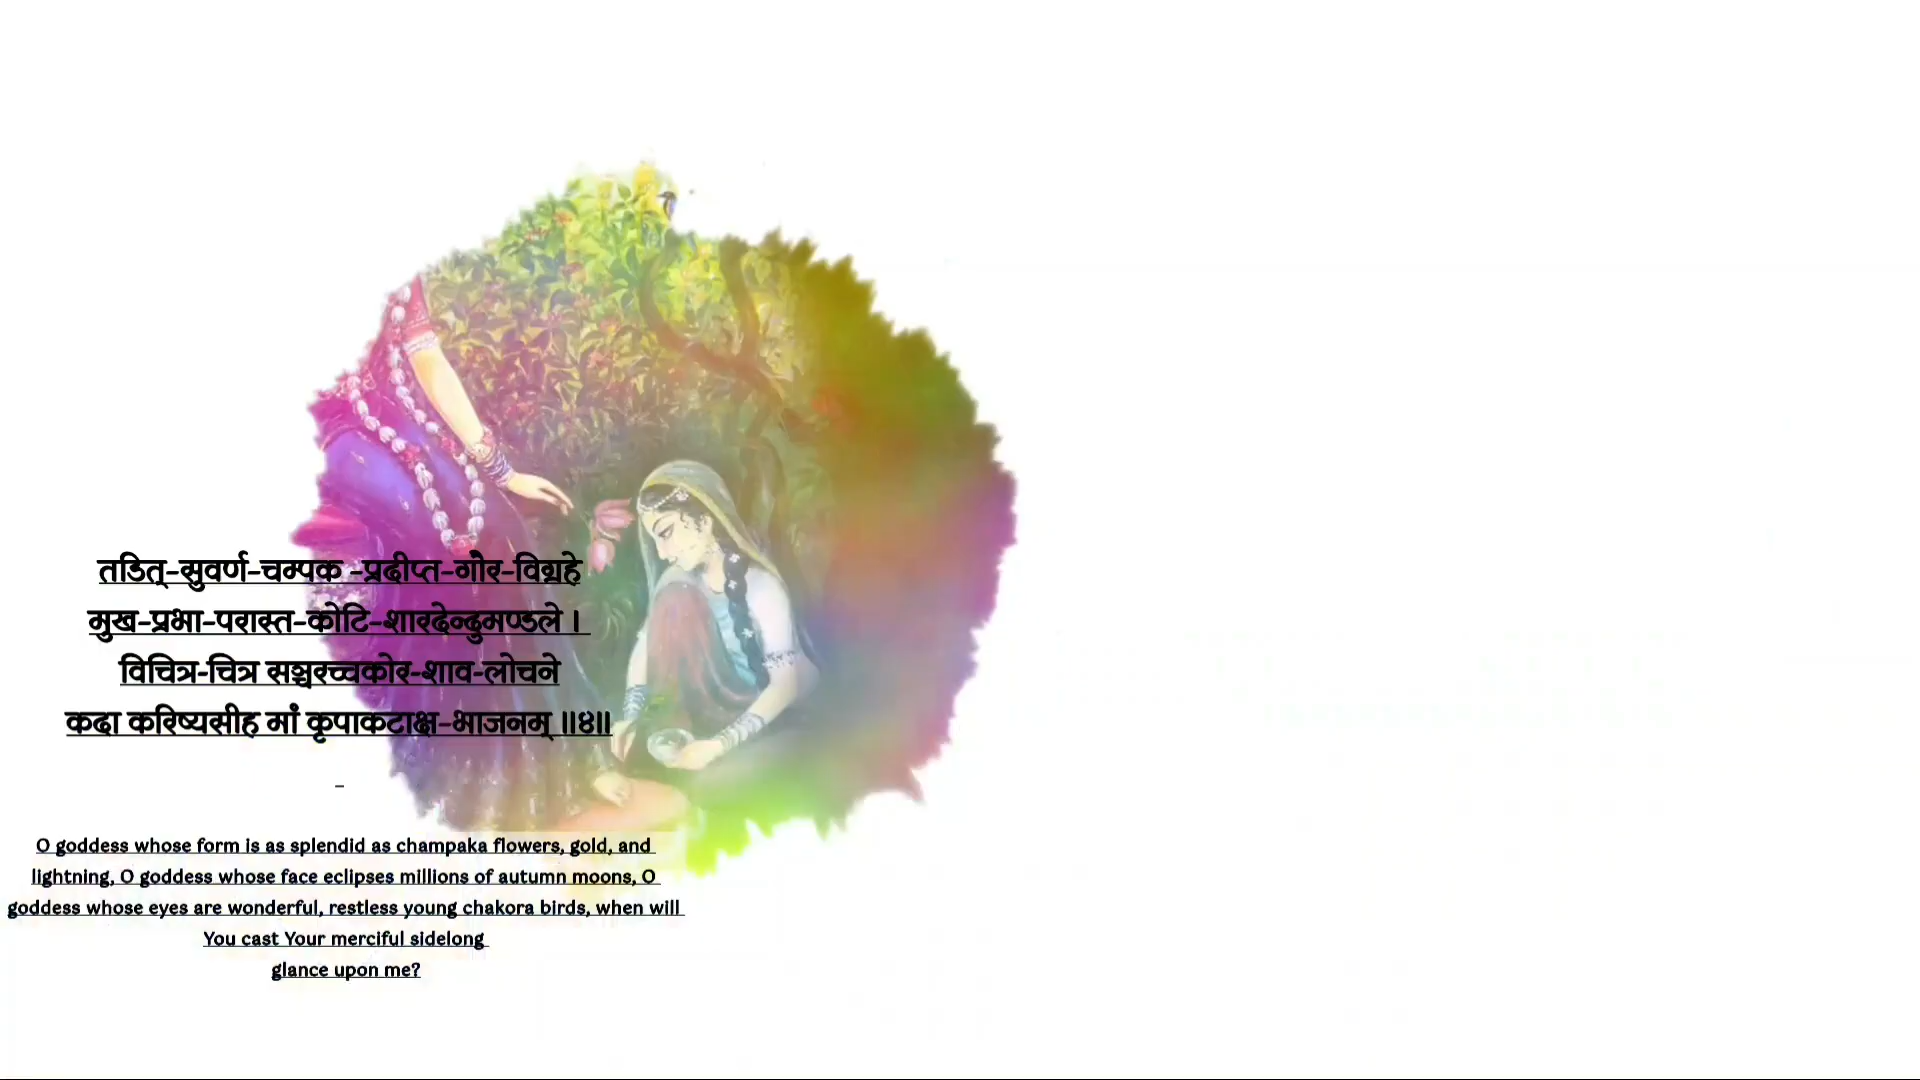 तडित्-सुवर्ण-चम्पक -प्रदीप्त-गोैर-विग्रहे
मुख-प्रभा-परास्त-कोटि-शारदेन्दुमण्डले ।
विचित्र-चित्र सञ्चरच्चकोर-शाव-लोचने
कदा करिष्यसीह मां कृपाकटाक्ष-भाजनम् ॥४॥
-
O goddess whose form is as splendid as champaka flowers, gold, and
lightning, O goddess whose face eclipses millions of autumn moons, O
goddess whose eyes are wonderful, restless young chakora birds, when will
You cast Your merciful sidelong
glance upon me?